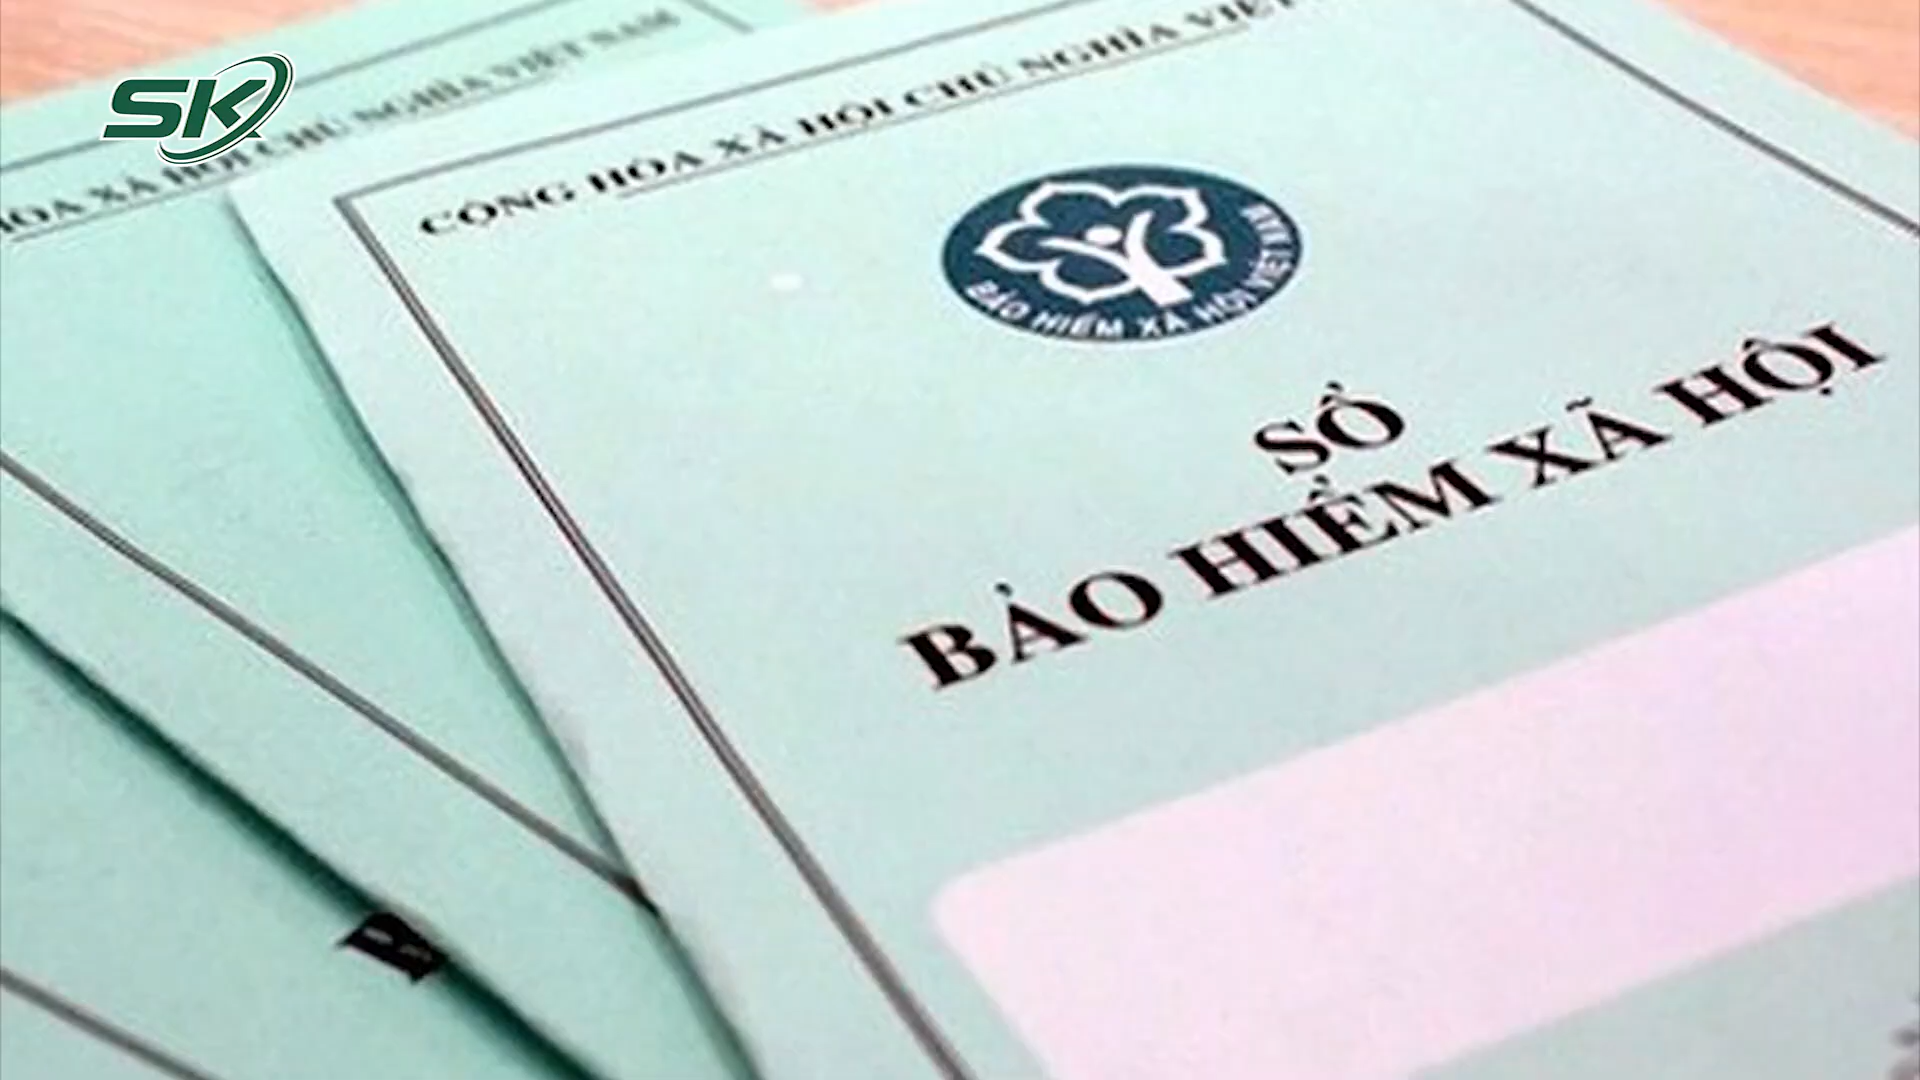 SK
HÒA XÃ HỘI CHỦ NGHĨA VIỆT NAM
CỘNG HÒA XÃ HỘI CHỦ NGHĨA VIỆT
BẢO HIỂM XÃ HỘI VIỆT NAM
SỔ
BẢO HIỂM XÃ HỘI